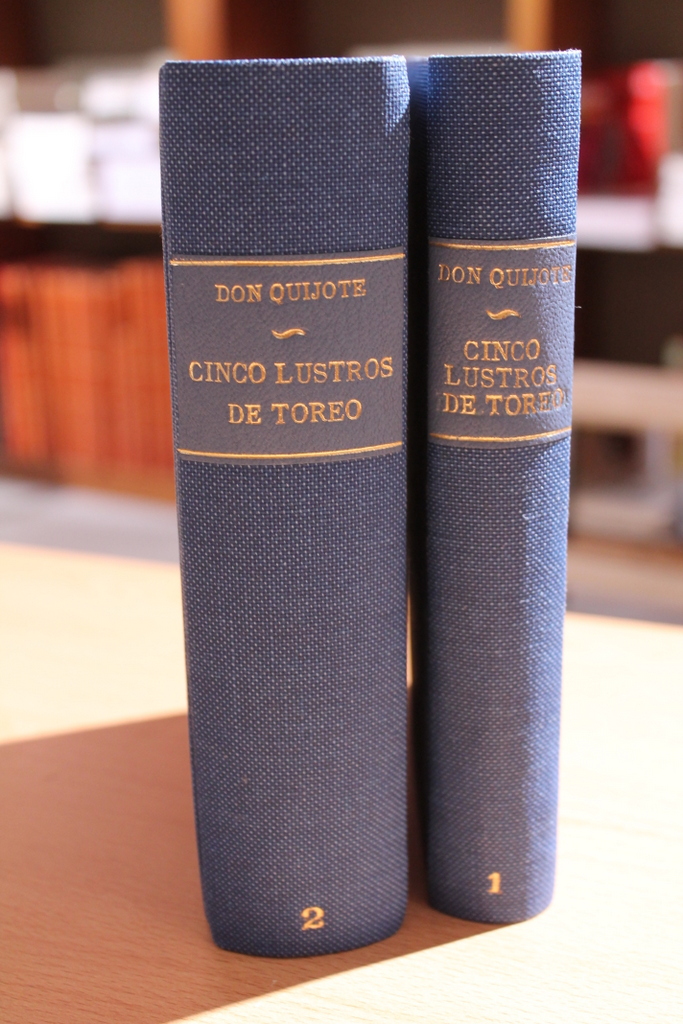 DON QUIJOTE
CINCO LUSTROS
DE TOREO
2
DON QUIJOTE
CINCO
LUSTROS
DE TOREO
1